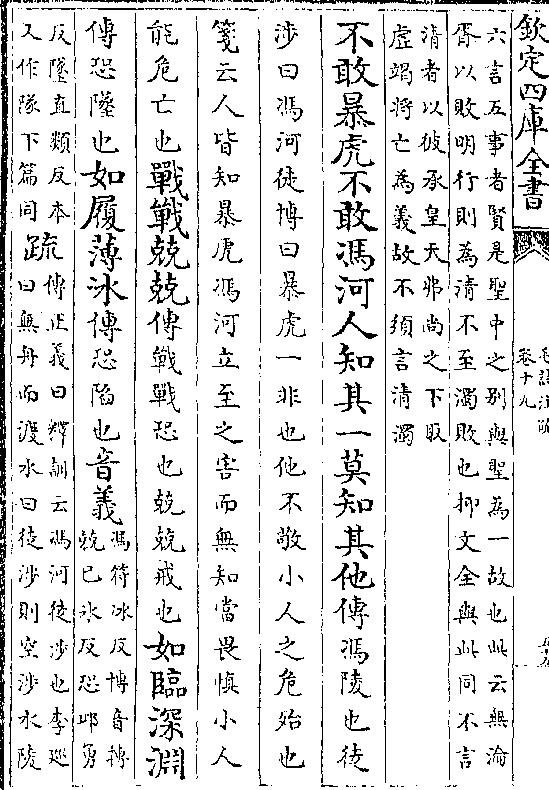 欽定四庫全書
卷十九
六言五事者賢是聖中之别與聖為一故也此云無淪
胥以敗明行則為清不至濁敗也抑文全與此同不言
清者以彼承皇天弗尚之下取
虛竭將亡為義故不須言清濁
不敢暴虎不敢馮河人知其一莫知其他傳馮陵也徒
涉曰馮河徒博曰暴虎一非也他不敬小人之危殆也
箋云人皆知暴虎馮河立至之害而無知當畏慎小人
能危亡也戰戰兢兢傳戰戰恐也兢兢戒也如臨深淵
傳恐墜也如履薄冰傳恐陷也音義
馮符冰反博音轉
兢已氷反恐邱勇
反墜直類反本
又作隊下篇同
疏
傳正義曰釋訓云馮河徒涉也李廵
曰無舟而渡水曰徒涉則空涉水陵